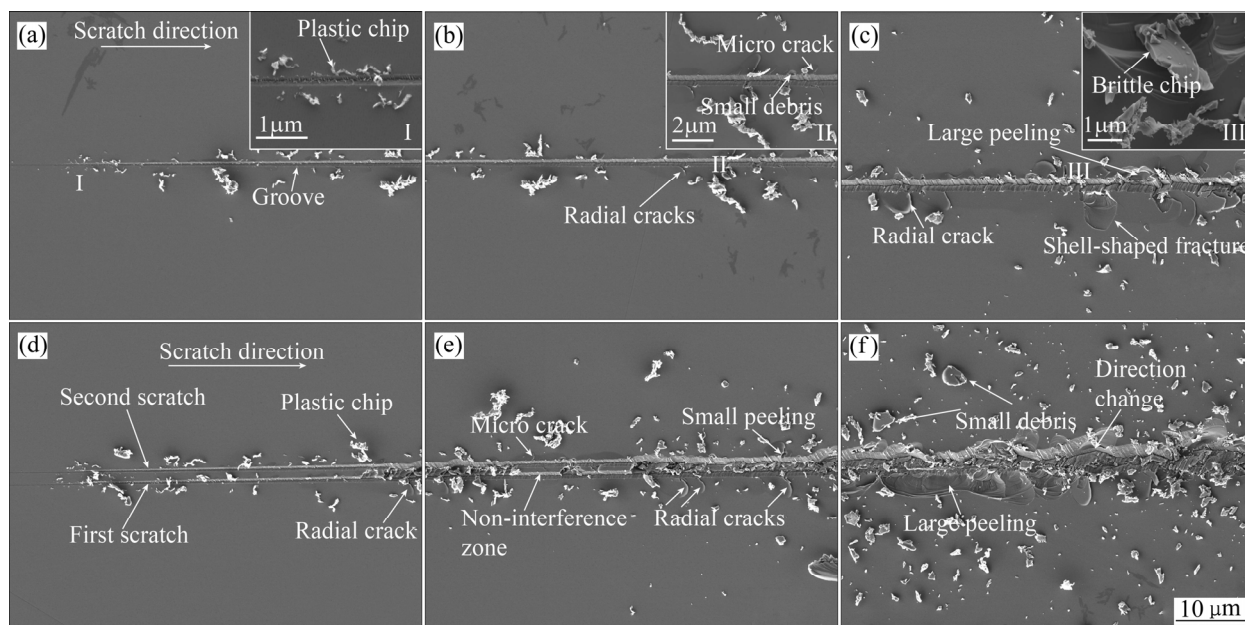 (a)
Scratch direction
Plastic chip
1μm
I
I
Groove
(b)
Micro crack
Small debris
2μm
II
II
Radial cracks
(c)
Brittle chip
1μm
III
Large peeling
III
Radial crack
Shell-shaped fracture
(d)
Scratch direction
Second scratch
Plastic chip
First scratch
Radial crack
(e)
Micro crack
Small peeling
Non-interference
zone
Radial cracks
(f)
Direction
change
Small debris
Large peeling
10 μm